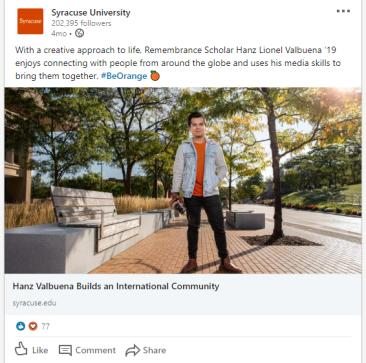 Syracuse
Syracuse University
202,395 followers
4mo •
With a creative approach to life, Remembrance Scholar Hanz Lionel Valbuena '19
enjoys connecting with people from around the globe and uses his media skills to
bring them together. #BeOrange 🍊
Hanz Valbuena Builds an International Community
syracuse.edu
77
Like Comment Share